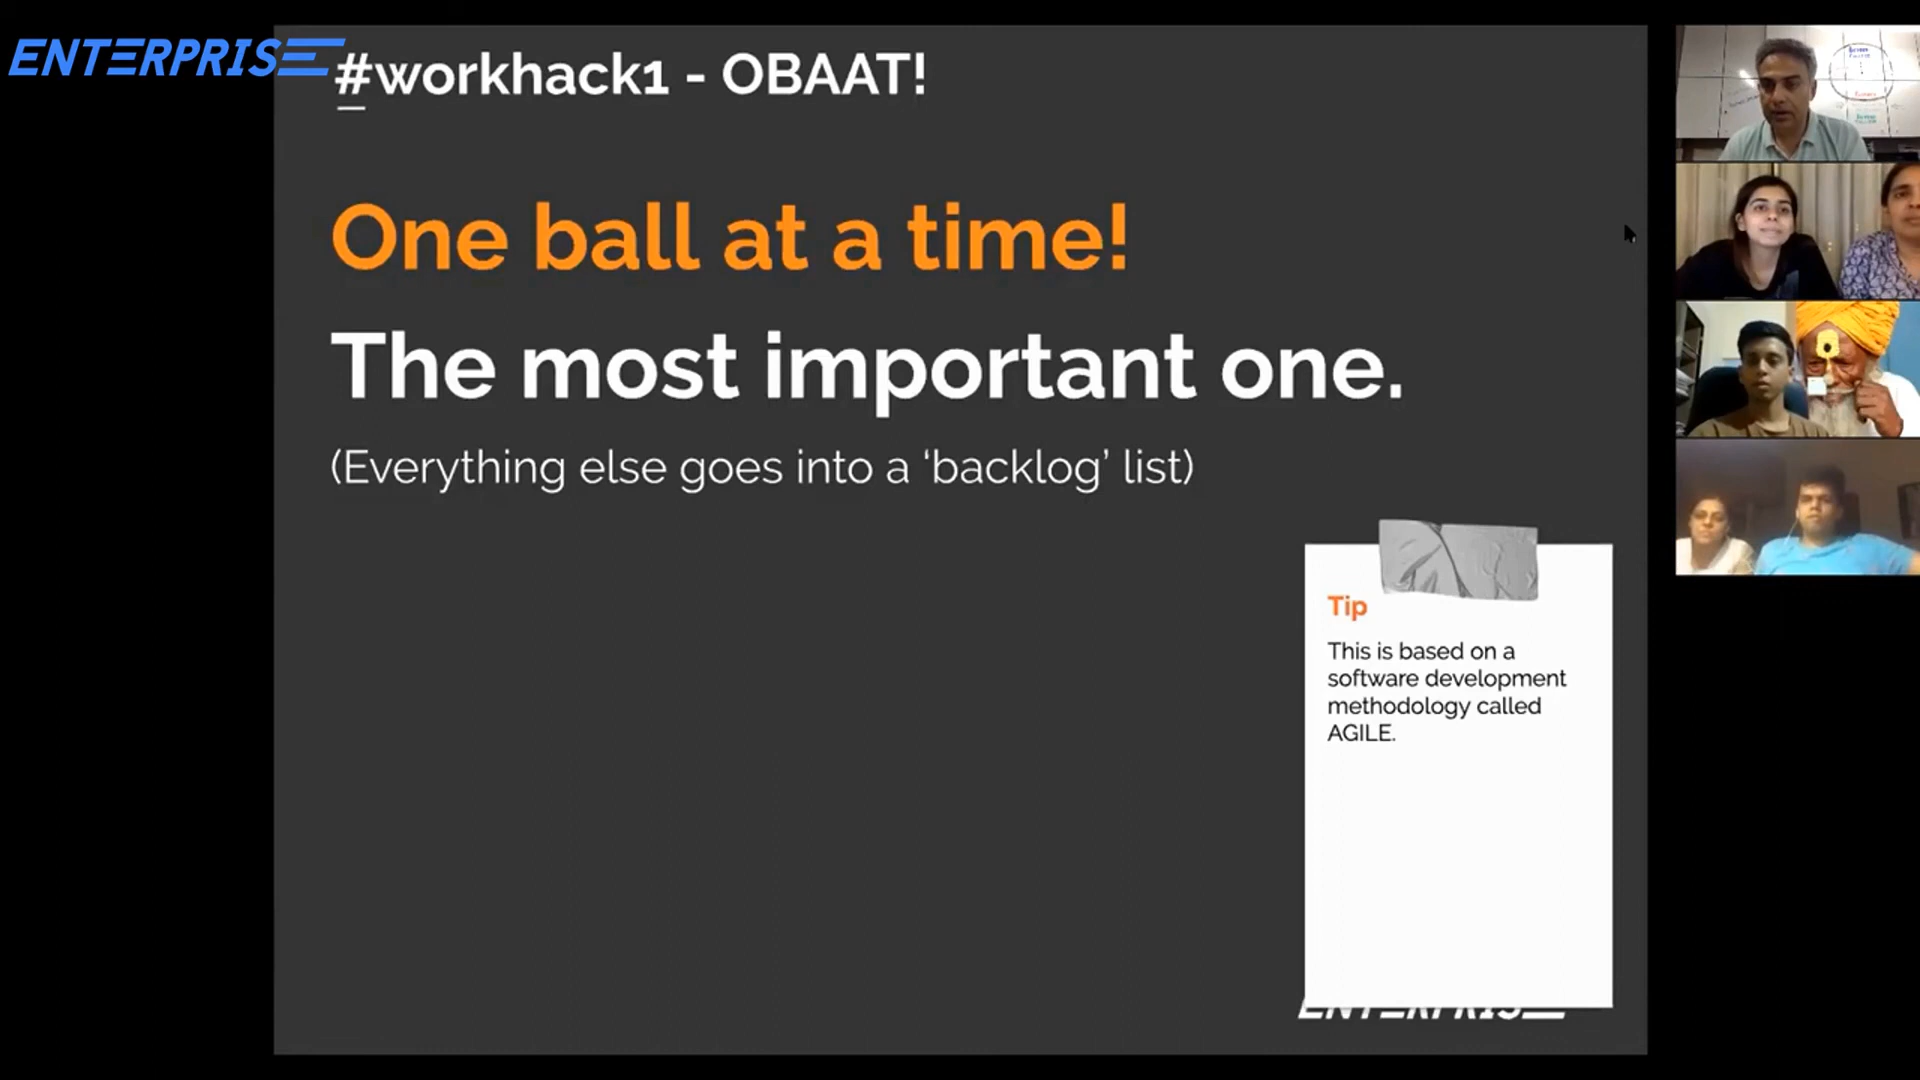 ENTERPRISE
#workhack1 - OBAAT!
One ball at a time!
The most important one.
(Everything else goes into a ‘backlog’ list)
Tip
This is based on a
software development
methodology called
AGILE.
ENTERPRISE